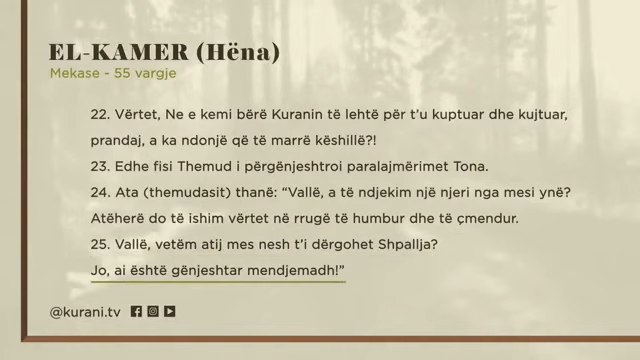 EL-KAMER (Hëna)
Mekase - 55 vargje
22. Vërtet, Ne e kemi bërë Kuranin të lehtë për t'u kuptuar dhe kujtuar,
prandaj, a ka ndonjë që të marrë këshillë?!
23. Edhe fisi Themud i përgënjeshtroi paralajmërimet Tona.
24. Ata (themudasit) thanë: “Vallë, a të ndjekim një njeri nga mesi ynë?
Atëherë do të ishim vërtet në rrugë të humbur dhe të çmendur.
25. Vallë, vetëm atij mes nesh t'i dërgohet Shpallja?
Jo, ai është gënjeshtar mendjemadh!”
@kurani.tv